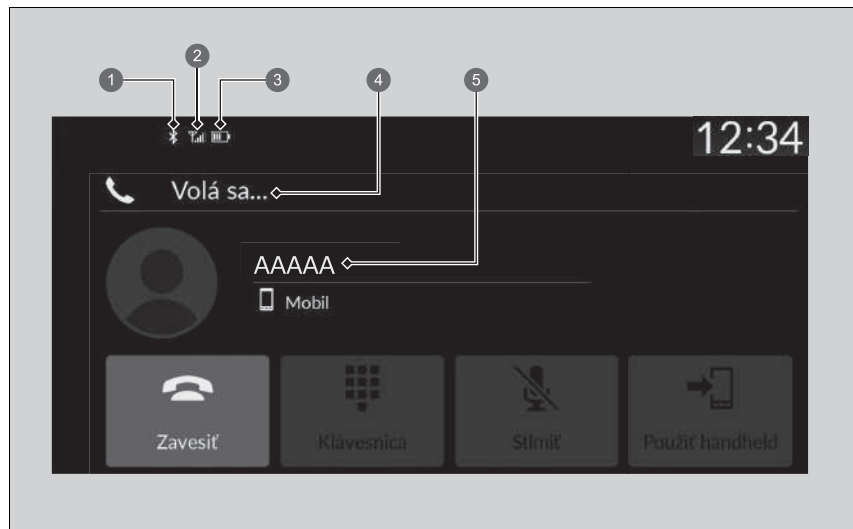 1 2 3 4 5
12:34
Volá sa...
AAAAA
Mobil
Zavesiť Klávesnica Stlmiť Použiť handheld